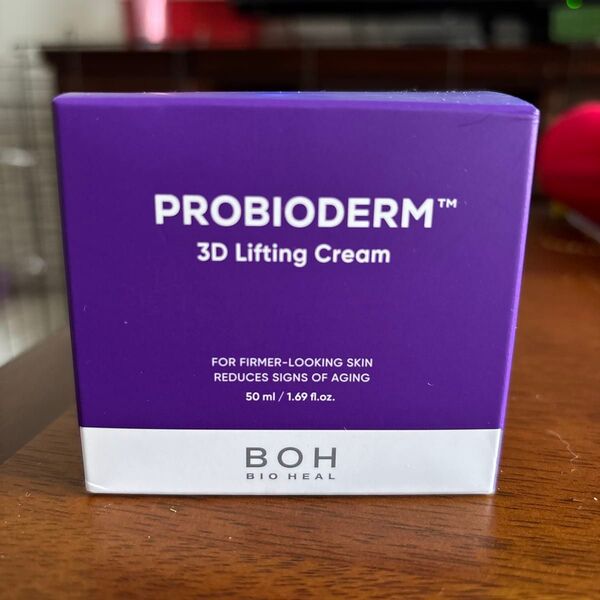 PROBIODERM™
3D Lifting Cream
FOR FIRMER-LOOKING SKIN
REDUCES SIGNS OF AGING
50 ml / 1.69 fl.oz.
BOH
BIO HEAL